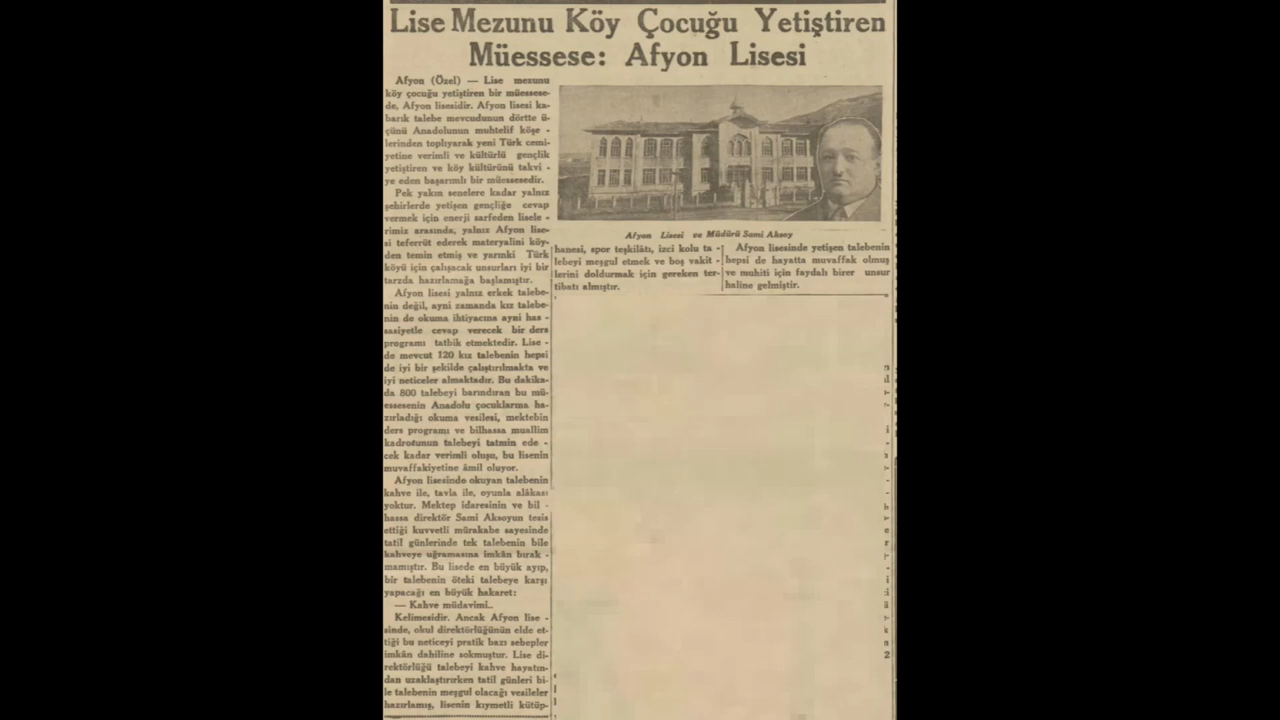 Lise Mezunu Köy Çocuğu Yetiştiren
Müessese: Afyon Lisesi
Afyon (Özel) — Lise mezunu
köy çocuğu yetiştiren bir müessese-
de, Afyon lisesidir. Afyon lisesi ka-
barık talebe mevcudunun dörtte ü-
çünü Anadolunun muhtelif köşe -
lerinden toplıyarak yeni Türk cemi-
yetine verimli ve kültürlü gençlik
yetiştiren ve köy kültürünü takvi -
ye eden başarımlı bir müessesedir.
Pek yakın senelere kadar yalnız
şehirlerde yetişen gençliğe cevap
vermek için enerji sarfeden lisele -
rimiz arasında, yalnız Afyon lise-
si teferrüt ederek materyalini köy-
den temin etmiş ve yarınki Türk
köyü için çalışacak unsurları iyi bir
tarzda hazırlamağa başlamıştır.
Afyon lisesi yalnız erkek talebe-
nin değil, ayni zamanda kız talebe-
nin de okuma ihtiyacına ayni has -
sasiyetle cevap verecek bir ders
programı tatbik etmektedir. Lise -
de mevcut 120 kız talebenin hepsi
de iyi bir şekilde çalıştırılmakta ve
iyi neticeler almaktadır. Bu dakika-
da 800 talebeyi barındıran bu mü-
essesenin Anadolu çocuklarma ha-
zırladığı okuma vesilesi, mektebin
ders programı ve bilhassa muallim
kadrotunun talebeyi tatmin ede -
cek kadar verimli oluşu, bu lisenin
muvaffakiyetine âmil oluyor.
Afyon lisesinde okuyan talebenin
kahve ile, tavla ile, oyunla alâkası
yoktur. Mektep idaresinin ve bil -
hassa direktör Sami Aksoyun tesis
ettiği kuvvetli mürakabe sayesinde
tatil günlerinde tek talebenin bile
kahveye uğramasına imkân bırak -
mamıştır. Bu lisede en büyük ayıp,
bir talebenin öteki talebeye karşı
yapacağı en büyük hakaret:
— Kahve müdavimi..
Kelimesidir. Ancak Afyon lise -
sinde, okul direktörlüğünün elde et-
tiği bu neticeyi pratik bazı sebepler
imkân dahiline sokmuştur. Lise di-
rektörlüğü talebeyi kahve hayatın-
dan uzaklaştırırken tatil günleri bi-
le talebenin meşgul olacağı vesileler
hazırlamış, lisenin kıymetli kütüp-
Afyon Lisesi ve Müdürü Sami Aksoy
hanesi, spor teşkilâtı, izci kolu ta -
lebeyi meşgul etmek ve boş vakit -
lerini doldurmak için gereken ter-
tibatı almıştır.
Afyon lisesinde yetişen talebenin
hepsi de hayatta muvaffak olmuş
ve muhiti için faydalı birer unsur
haline gelmiştir.